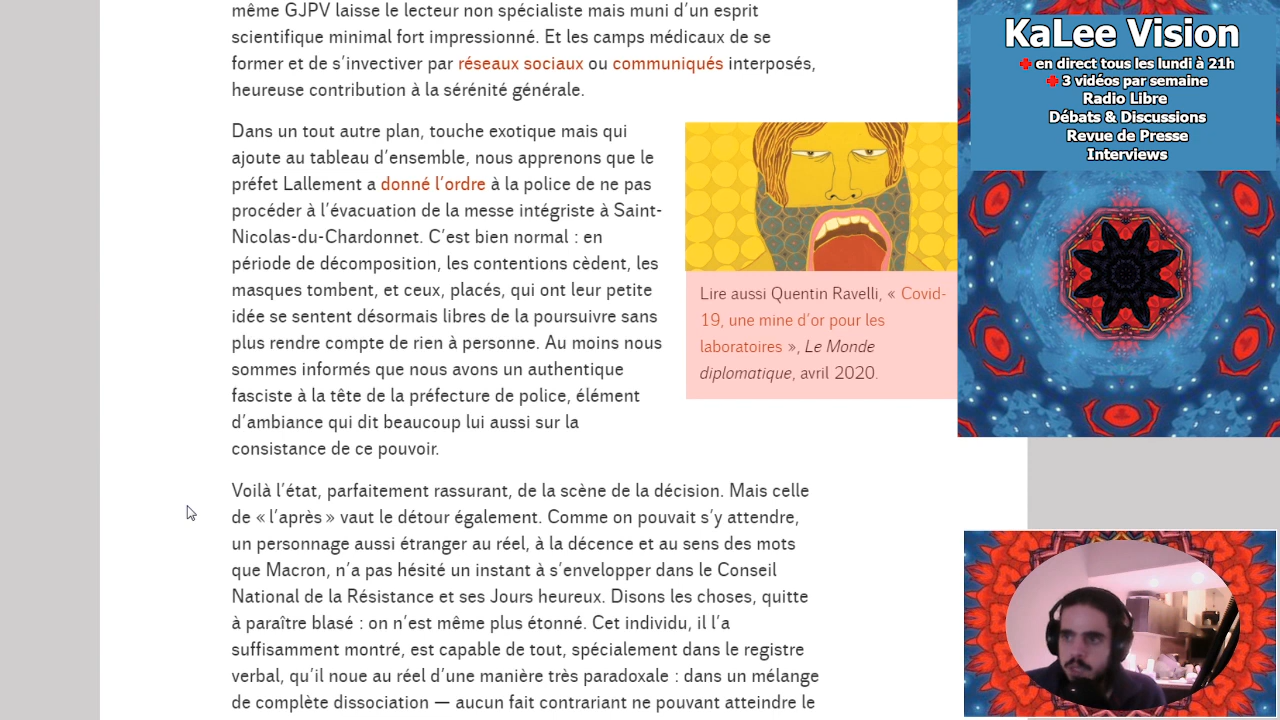 même GJPV laisse le lecteur non spécialiste mais muni d'un esprit
scientifique minimal fort impressionné. Et les camps médicaux de se
former et de s'invectiver par réseaux sociaux ou communiqués interposés,
heureuse contribution à la sérénité générale.
Dans un tout autre plan, touche exotique mais qui
ajoute au tableau d'ensemble, nous apprenons que le
préfet Lallement a donné l'ordre à la police de ne pas
procéder à l'évacuation de la messe intégriste à Saint-
Nicolas-du-Chardonnet. C'est bien normal : en
période de décomposition, les contentions cèdent, les
masques tombent, et ceux, placés, qui ont leur petite
idée se sentent désormais libres de la poursuivre sans
plus rendre compte de rien à personne. Au moins nous
sommes informés que nous avons un authentique
fasciste à la tête de la préfecture de police, élément
d'ambiance qui dit beaucoup lui aussi sur la
consistance de ce pouvoir.
Lire aussi Quentin Ravelli, « Covid-
19, une mine d'or pour les
laboratoires », Le Monde
diplomatique, avril 2020.
Voilà l'état, parfaitement rassurant, de la scène de la décision. Mais celle
de « l'après » vaut le détour également. Comme on pouvait s'y attendre,
un personnage aussi étranger au réel, à la décence et au sens des mots
que Macron, n'a pas hésité un instant à s'envelopper dans le Conseil
National de la Résistance et ses Jours heureux. Disons les choses, quitte
à paraître blasé : on n'est même plus étonné. Cet individu, il l'a
suffisamment montré, est capable de tout, spécialement dans le registre
verbal, qu'il noue au réel d'une manière très paradoxale : dans un mélange
de complète dissociation — aucun fait contrariant ne pouvant atteindre le
KaLee Vision
en direct tous les lundi à 21h
3 vidéos par semaine
Radio Libre
Débats & Discussions
Revue de Presse
Interviews